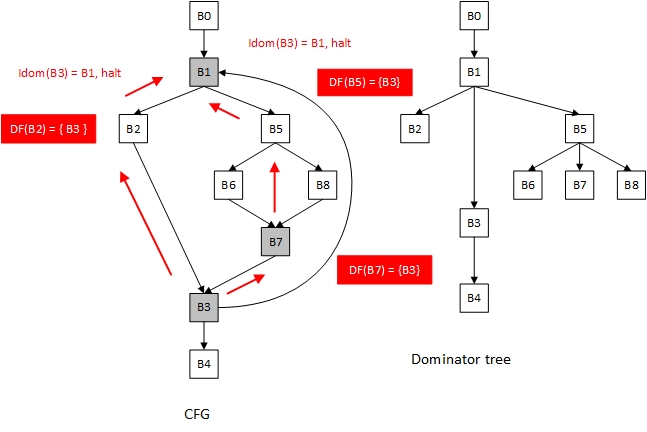 B0
B0
Idom(B3) = B1, halt
Idom(B3) = B1, halt
B1
B1
DF(B5) = {B3}
DF(B2) = { B3 }
B2
B5
B2
B5
B6
B8
B6
B7
B8
B7
B3
DF(B7) = {B3}
B3
B4
B4
Dominator tree
CFG